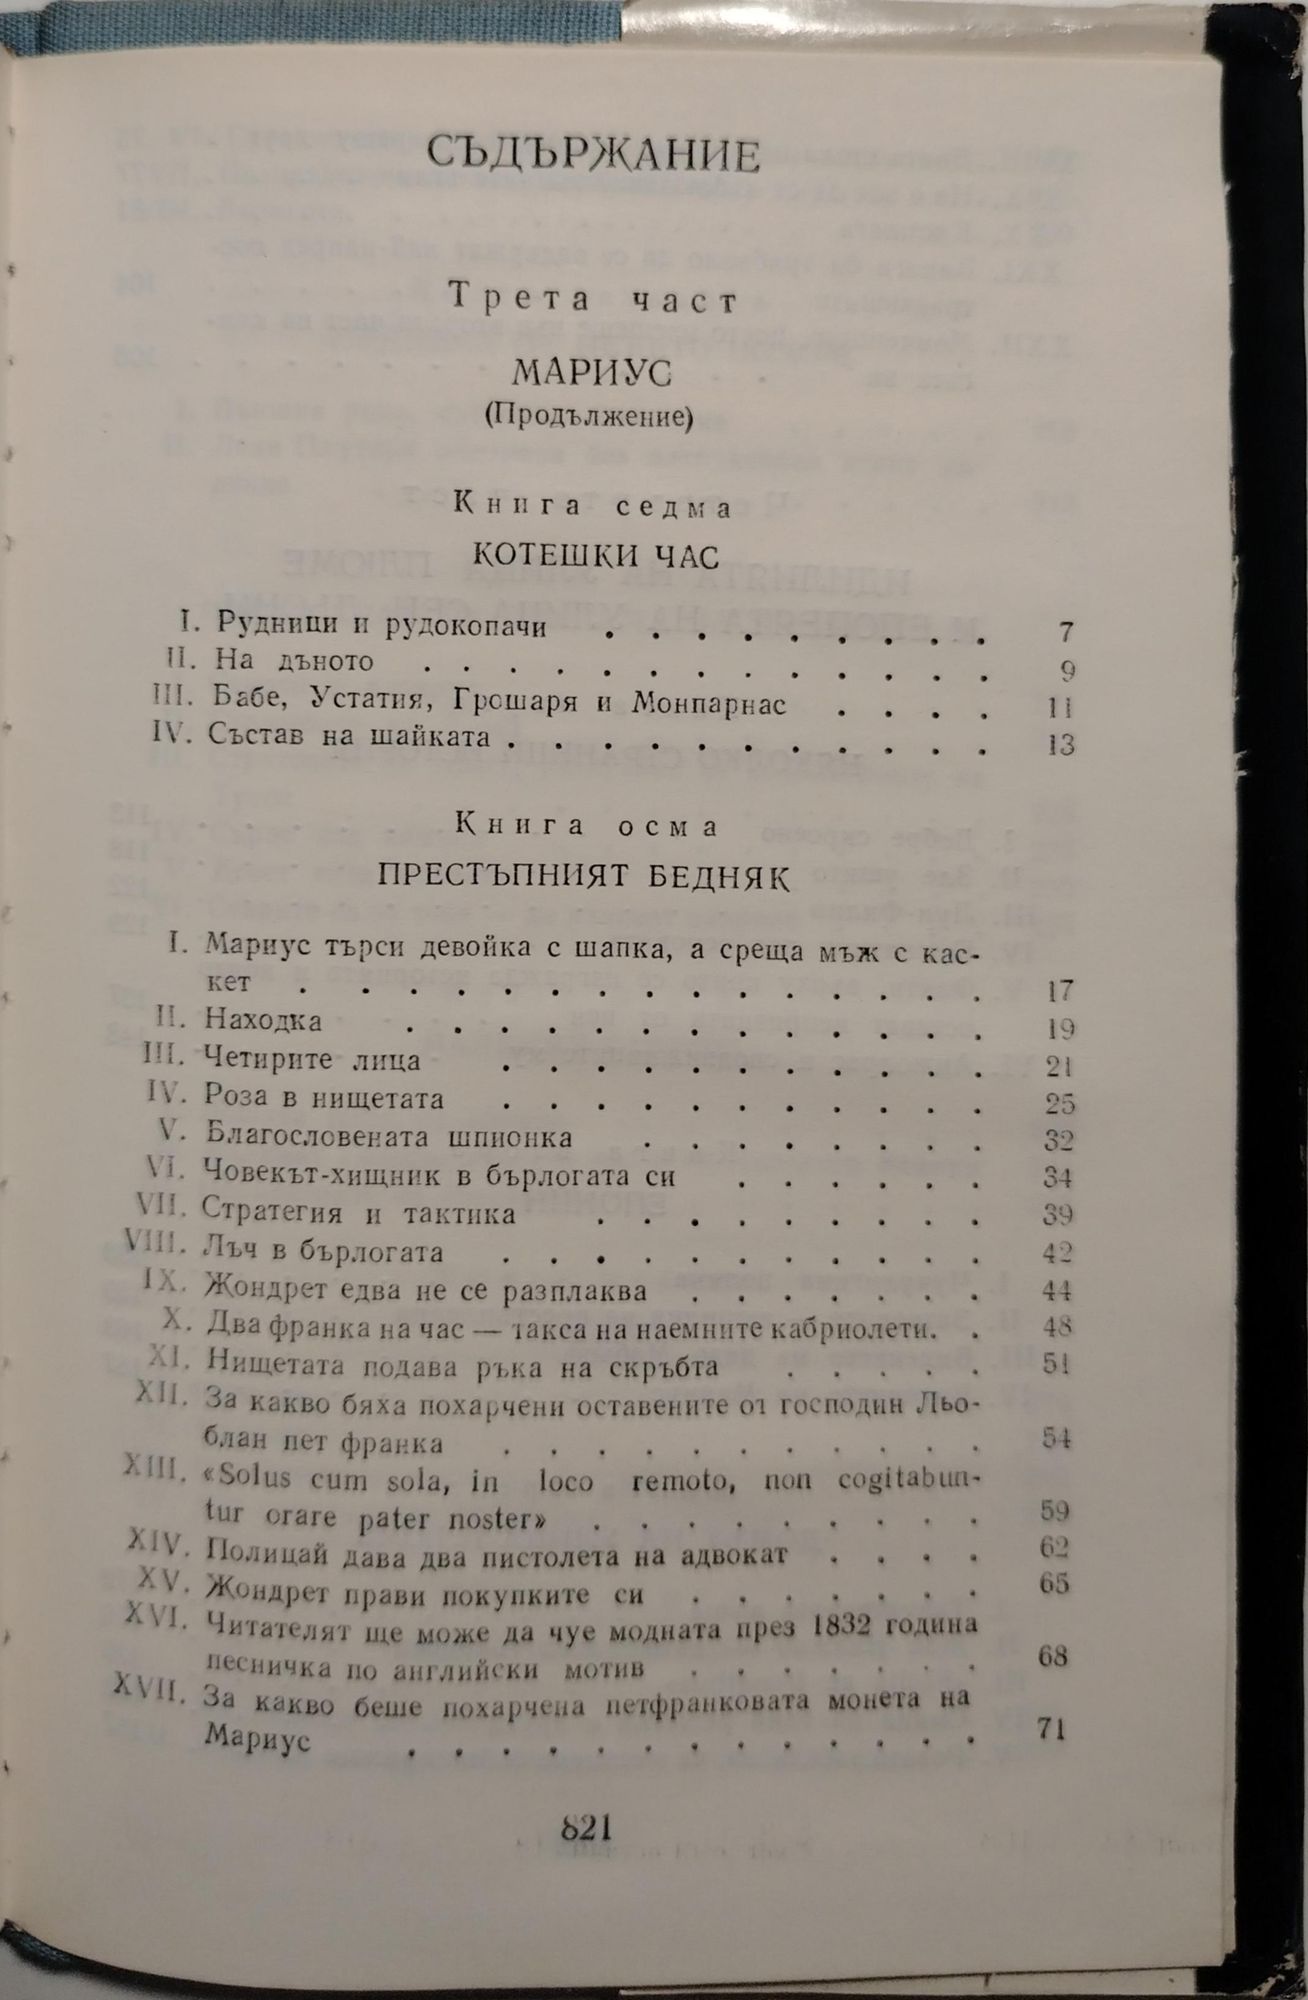 СЪДЪРЖАНИЕ
Трета част
МАРИУС
(Продължение)
Книга седма
КОТЕШКИ ЧАС
I. Рудници и рудокопачи . . . . . . . . . 7
II. На дъното . . . . . . . . . . . . . 9
III. Бабе, Устатия, Грошаря и Монпарнас . . . . 11
IV. Състав на шайката . . . . . . . . . . . 13
Книга осма
ПРЕСТЪПНИЯТ БЕДНЯК
I. Мариус търси девойка с шапка, а среща мъж с кас-
кет . . . . . . . . . . . . . . . 17
II. Находка . . . . . . . . . . . . . 19
III. Четирите лица . . . . . . . . . . . 21
IV. Роза в нищетата . . . . . . . . . . . 25
V. Благословената шпионка . . . . . . . . 32
VI. Човекът-хищник в бърлогата си . . . . . . 34
VII. Стратегия и тактика . . . . . . . . . 39
VIII. Лъч в бърлогата . . . . . . . . . . . 42
IX. Жондрет едва не се разплаква . . . . . . . 44
X. Два франка на час — такса на наемните кабриолети. . 48
XI. Нищетата подава ръка на скръбта . . . . . 51
XII. За какво бяха похарчени оставените от господин Льо-
блан пет франка . . . . . . . . . . . 54
XIII. «Solus cum sola, in loco remoto, non cogitabun-
tur orare pater noster» . . . . . . . . . 59
XIV. Полицай дава два пистолета на адвокат . . . . 62
XV. Жондрет прави покупките си . . . . . . . 65
XVI. Читателят ще може да чуе модната през 1832 година
песничка по английски мотив . . . . . . . 68
XVII. За какво беше похарчена петфранковата монета на
Мариус . . . . . . . . . . . . . 71
821